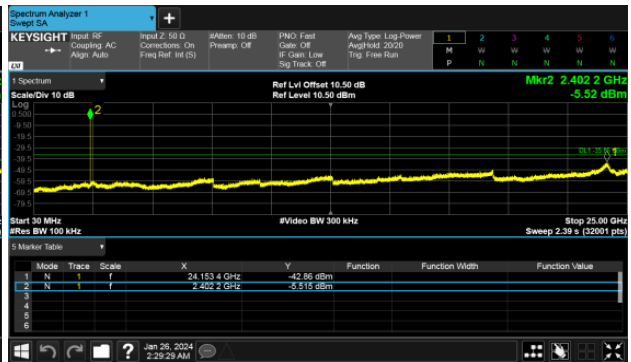 Spectrum Analyzer 1
Swept SA
+
KEYSIGHT
Input: RF
Coupling: AC
Align: Auto
Input Z: 50 Ω
Corrections: On
Freq Ref: Int (S)
#Atten: 10 dB
Preamp: Off
PNO: Fast
Gate: Off
IF Gain: Low
Sig Track: Off
Avg Type: Log-Power
Avg|Hold: 20/20
Trig: Free Run
1 2 3 4 5 6
M W W W W W
P N N N N N
LXI
1 Spectrum
Scale/Div 10 dB
Ref Lvl Offset 10.50 dB
Ref Level 10.50 dBm
Mkr2 2.402 2 GHz
-5.52 dBm
Log
0.500
-9.50
-19.5
-29.5
-39.5
-49.5
-59.5
-69.5
-79.5
2
1
Start 30 MHz
#Res BW 100 kHz
#Video BW 300 kHz
Stop 25.00 GHz
Sweep 2.39 s (32001 pts)
5 Marker Table
Mode Trace Scale X Y Function Function Width Function Value
1 N 1 f 24.153 4 GHz -42.86 dBm
2 N 1 f 2.402 2 GHz -5.515 dBm
3
4
5
6
?
Jan 26, 2024
2:29:29 AM